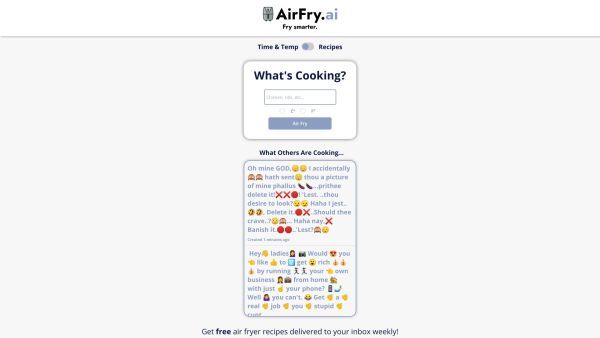 AirFry.ai
Fry smarter.
Time & Temp Recipes
What's Cooking?
C° F°
Air Fry
What Others Are Cooking...
Oh mine GOD,😳😳 I accidentally
🙈🙈 hath sent😳 thou a picture
of mine phallus 🍆🍆...prithee
delete it!❌❌🛑! 'Lest. ..thou
desire to look?😉😉 Haha I jest..
🤣🤣. Delete it.🛑❌..Should thee
crave..?😏🙈... Haha nay.❌
Banish it.🛑🛑..'Lest?🙈😏
Created 1 minutes ago
Hey👋 ladies💁 📷 Would 😍 you
👈 like 👍 to ➡️ get 😮 rich 💰💰
💰 by running 🏃🏃 your 👈 own
business 👩‍💼💼 from home 🏡
with just ☝️ your phone? 📱🤳
Well 🤷 you can't. 😂 Get 👏 a 👏
real 👏 job 👏 you 👏 stupid 👏
cunt
Get free air fryer recipes delivered to your inbox weekly!